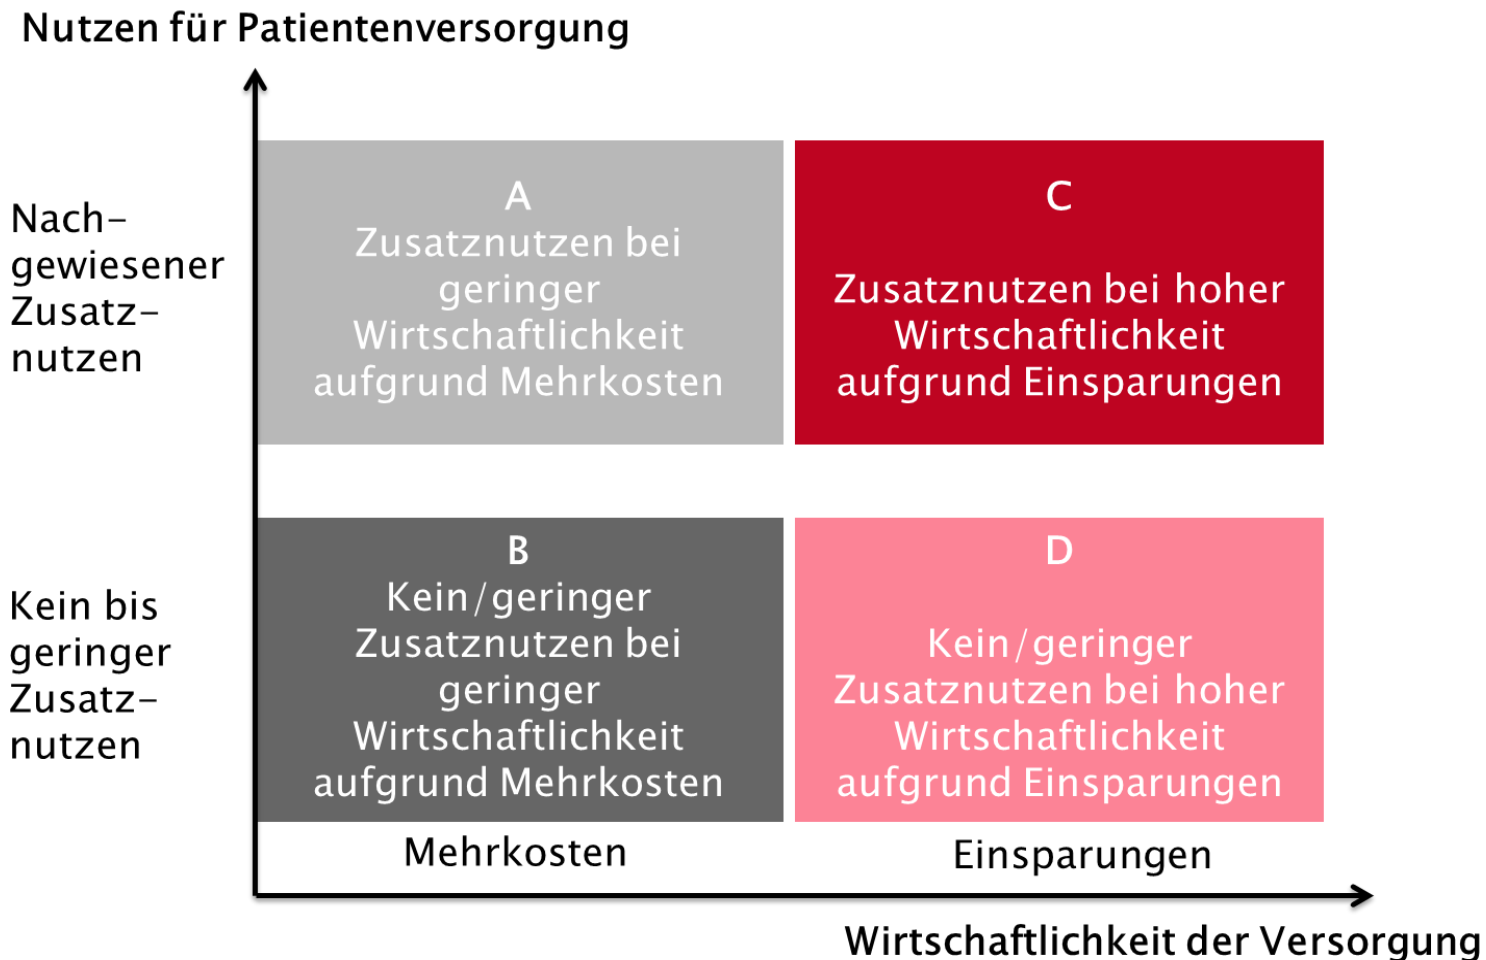 Nutzen für Patientenversorgung
Nach-
gewiesener
Zusatz-
nutzen
A
Zusatznutzen bei
geringer
Wirtschaftlichkeit
aufgrund Mehrkosten
C
Zusatznutzen bei hoher
Wirtschaftlichkeit
aufgrund Einsparungen
Kein bis
geringer
Zusatz-
nutzen
B
Kein/geringer
Zusatznutzen bei
geringer
Wirtschaftlichkeit
aufgrund Mehrkosten
D
Kein/geringer
Zusatznutzen bei hoher
Wirtschaftlichkeit
aufgrund Einsparungen
Mehrkosten
Einsparungen
Wirtschaftlichkeit der Versorgung